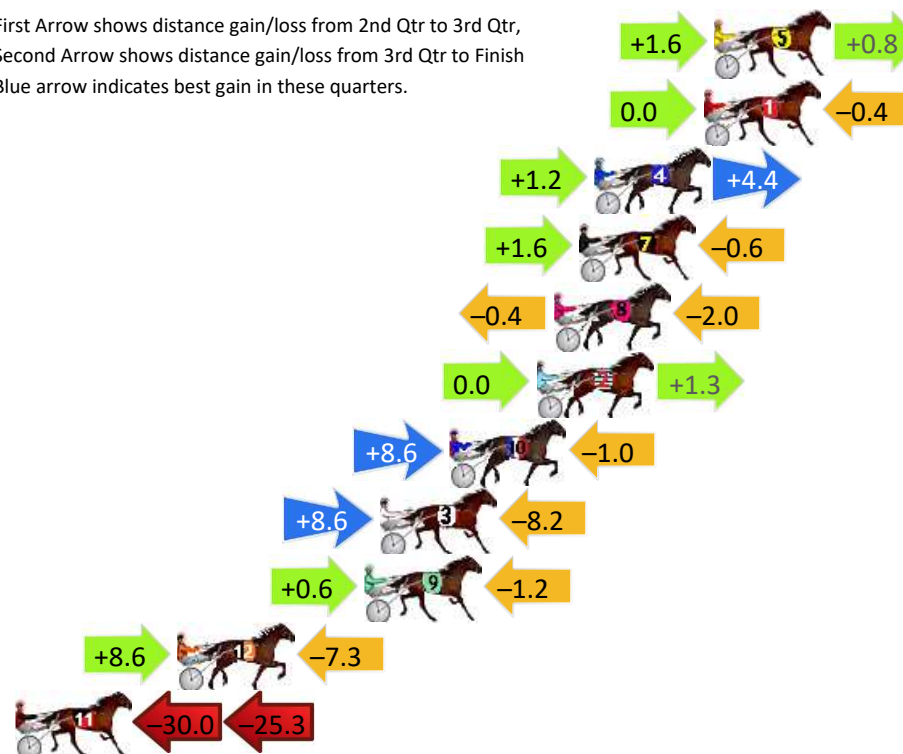 First Arrow shows distance gain/loss from 2nd Qtr to 3rd Qtr,
Second Arrow shows distance gain/loss from 3rd Qtr to Finish
Blue arrow indicates best gain in these quarters.
+1.6 5 +0.8
0.0 1 –0.4
+1.2 4 +4.4
+1.6 7 –0.6
–0.4 8 –2.0
0.0 2 +1.3
+8.6 10 –1.0
+8.6 3 –8.2
+0.6 9 –1.2
+8.6 12 –7.3
11 –30.0 –25.3